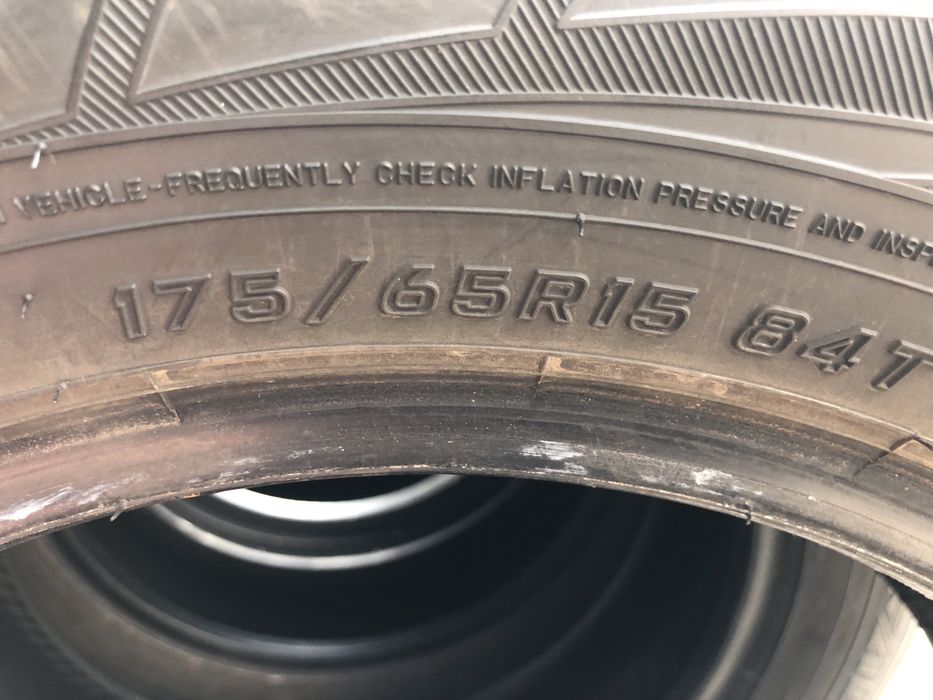 VEHICLE-FREQUENTLY CHECK INFLATION PRESSURE AND INSP
175/65R15 84T